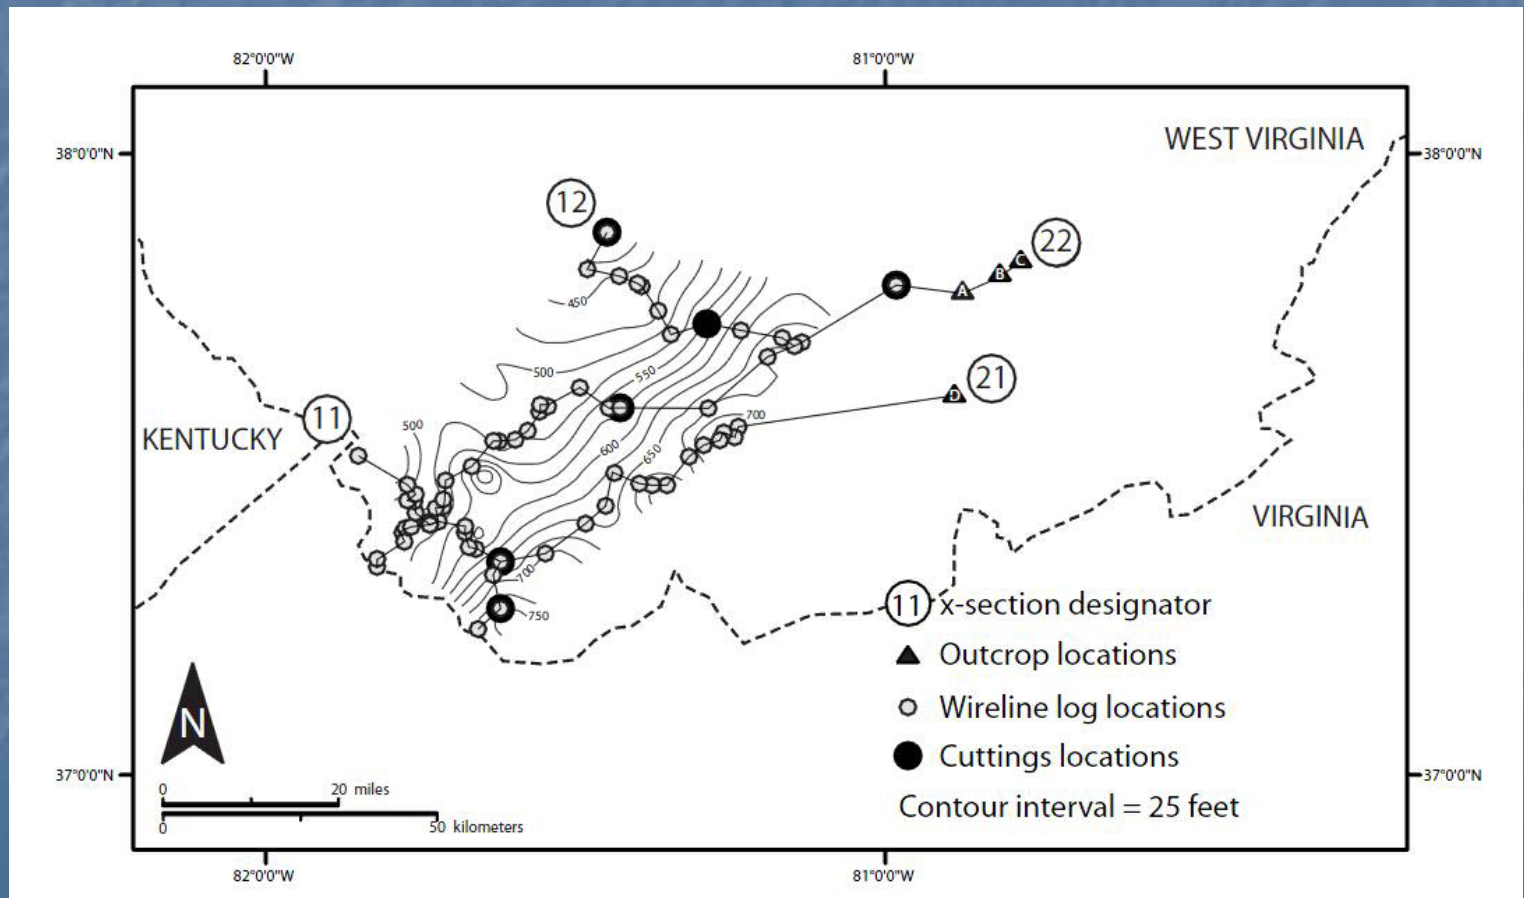 82°0'0"W
81°0'0"W
38°0'0"N
WEST VIRGINIA
38°0'0"N
12
22
C
B
A
450
500
550
21
D
11
500
700
KENTUCKY
600
650
VIRGINIA
700
750
11 x-section designator
Outcrop locations
Wireline log locations
Cuttings locations
Contour interval = 25 feet
N
37°0'0"N
37°0'0"N
0 20 miles
0 50 kilometers
82°0'0"W
81°0'0"W